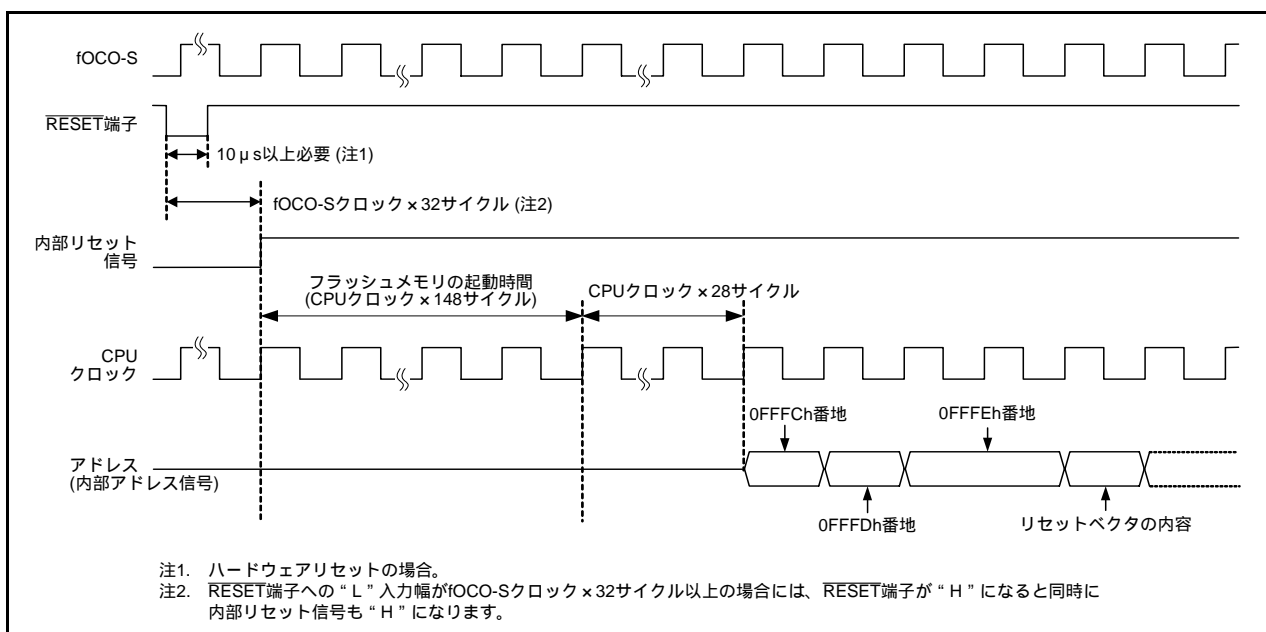 fOCO-S
RESET端子
10μs以上必要 (注1)
fOCO-Sクロック×32サイクル (注2)
内部リセット
信号
フラッシュメモリの起動時間
(CPUクロック×148サイクル)
CPUクロック×28サイクル
CPU
クロック
0FFFCh番地
0FFFEh番地
アドレス
(内部アドレス信号)
0FFFDh番地
リセットベクタの内容
注1. ハードウェアリセットの場合。
注2. RESET端子への“L”入力幅がfOCO-Sクロック×32サイクル以上の場合には、RESET端子が“H”になると同時に
内部リセット信号も“H”になります。